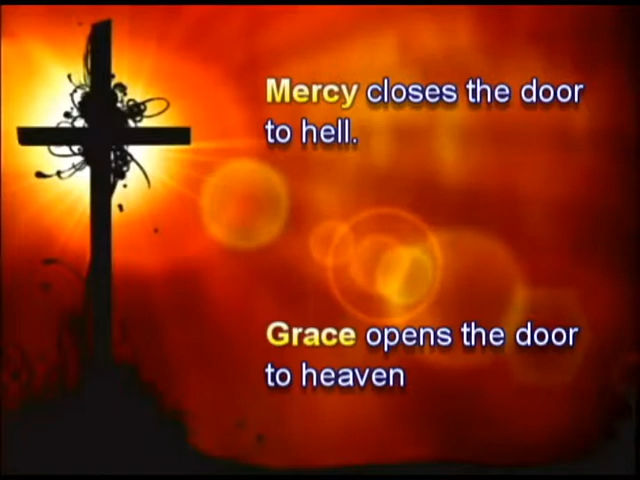 Mercy closes the door
to hell.
Grace opens the door
to heaven